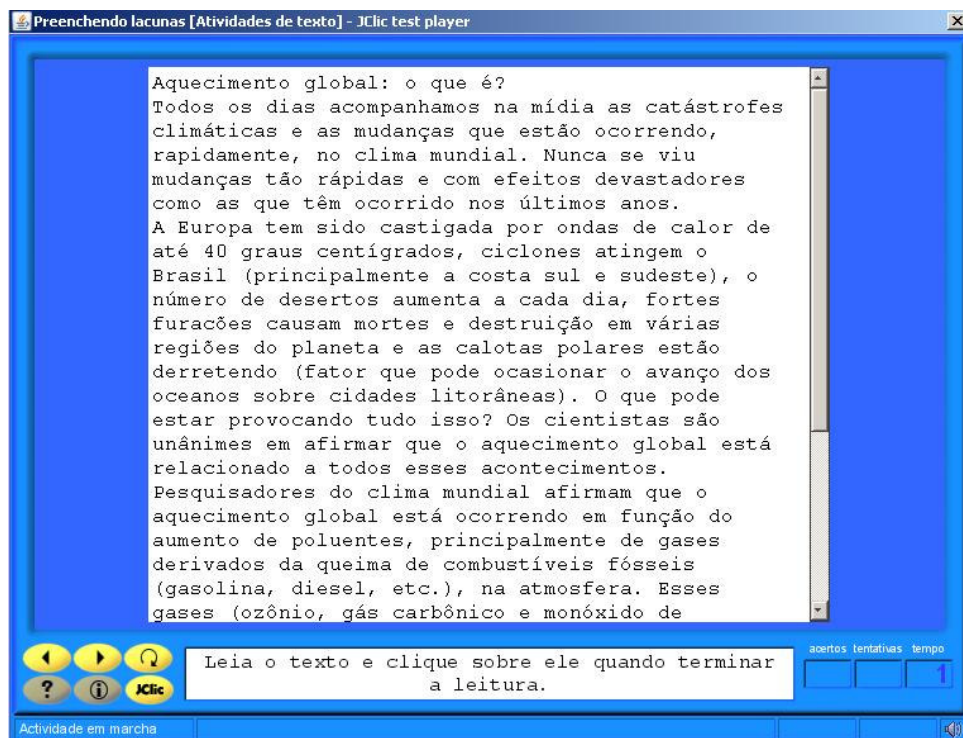 Preenchendo lacunas [Atividades de texto] - JClic test player
Aquecimento global: o que é?
Todos os dias acompanhamos na mídia as catástrofes
climáticas e as mudanças que estão ocorrendo,
rapidamente, no clima mundial. Nunca se viu
mudanças tão rápidas e com efeitos devastadores
como as que têm ocorrido nos últimos anos.
A Europa tem sido castigada por ondas de calor de
até 40 graus centígrados, ciclones atingem o
Brasil (principalmente a costa sul e sudeste), o
número de desertos aumenta a cada dia, fortes
furacões causam mortes e destruição em várias
regiões do planeta e as calotas polares estão
derretendo (fator que pode ocasionar o avanço dos
oceanos sobre cidades litorâneas). O que pode
estar provocando tudo isso? Os cientistas são
unânimes em afirmar que o aquecimento global está
relacionado a todos esses acontecimentos.
Pesquisadores do clima mundial afirmam que o
aquecimento global está ocorrendo em função do
aumento de poluentes, principalmente de gases
derivados da queima de combustíveis fósseis
(gasolina, diesel, etc.), na atmosfera. Esses
gases (ozônio, gás carbônico e monóxido de
Leia o texto e clique sobre ele quando terminar
a leitura.
acertos tentativas tempo
1
? i JClic
Actividade em marcha